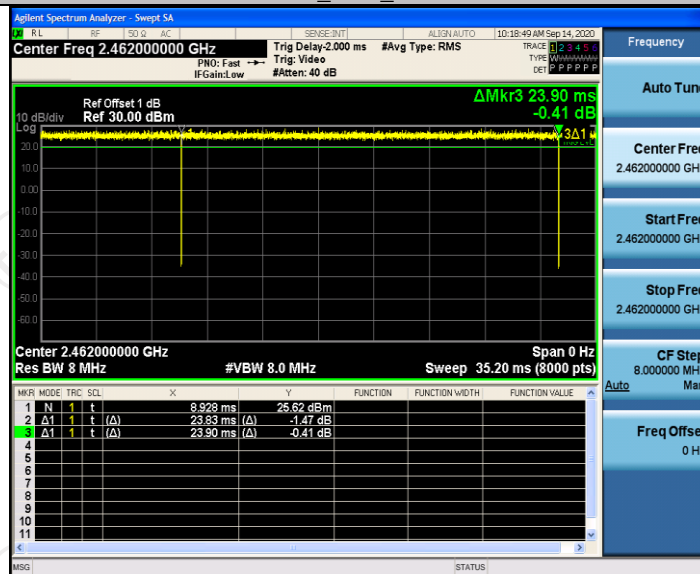 Agilent Spectrum Analyzer - Swept SA
RL RF 50 Ω AC SENSE:INT ALIGN AUTO 10:18:49 AM Sep 14, 2020
Center Freq 2.462000000 GHz
PNO: Fast
IFGain:Low
Trig Delay-2.000 ms
Trig: Video
#Atten: 40 dB
#Avg Type: RMS
TRACE 1 2 3 4 5 6
TYPE WWWWWW
DET P P P P P P
ΔMkr3 23.90 ms
-0.41 dB
Ref Offset 1 dB
10 dB/div Ref 30.00 dBm
Log
1
3Δ1
20.0
10.0
0.00
-10.0
-20.0
-30.0
-40.0
-50.0
-60.0
Center 2.462000000 GHz Span 0 Hz
Res BW 8 MHz #VBW 8.0 MHz Sweep 35.20 ms (8000 pts)
MKR MODE TRC SCL X Y FUNCTION FUNCTION WIDTH FUNCTION VALUE
1 N 1 t 8.928 ms 25.62 dBm
2 Δ1 1 t (Δ) 23.83 ms (Δ) -1.47 dB
3 Δ1 1 t (Δ) 23.90 ms (Δ) -0.41 dB
4
5
6
7
8
9
10
11
MSG STATUS
Frequency
Auto Tun
Center Fre
2.462000000 GH
Start Fre
2.462000000 GH
Stop Fre
2.462000000 GH
CF Step
8.000000 MH
Auto Ma
Freq Offse
0 H